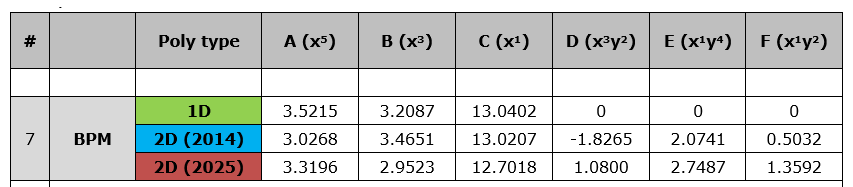 # Poly type A (x⁵) B (x³) C (x¹) D (x³y²) E (x¹y⁴) F (x¹y²)
1D 3.5215 3.2087 13.0402 0 0 0
7 BPM 2D (2014) 3.0268 3.4651 13.0207 -1.8265 2.0741 0.5032
2D (2025) 3.3196 2.9523 12.7018 1.0800 2.7487 1.3592